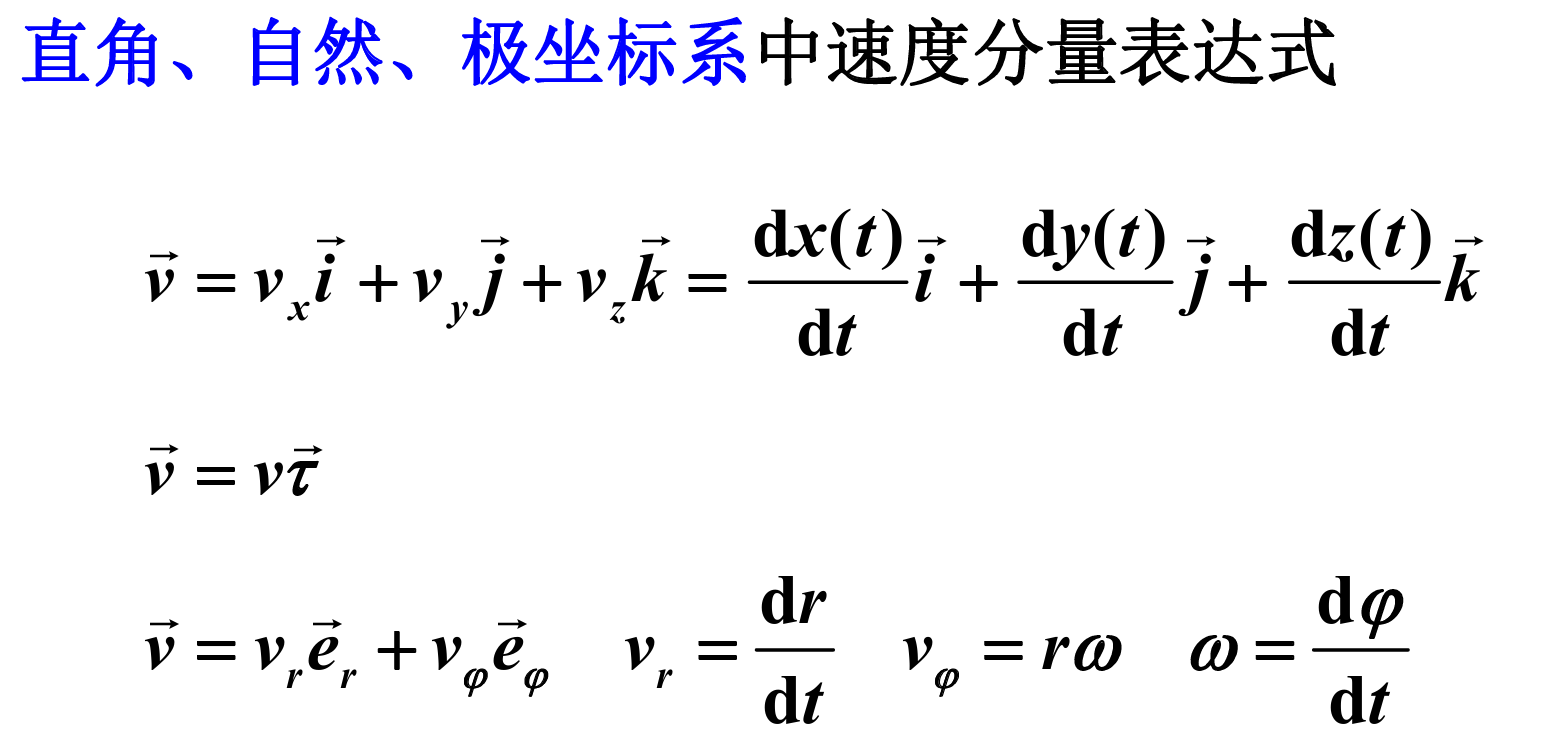 直角、自然、极坐标系中速度分量表达式
$\vec{v} = v_x\vec{i} + v_y\vec{j} + v_z\vec{k} = \frac{\mathrm{d}x(t)}{\mathrm{d}t}\vec{i} + \frac{\mathrm{d}y(t)}{\mathrm{d}t}\vec{j} + \frac{\mathrm{d}z(t)}{\mathrm{d}t}\vec{k}$
$\vec{v} = v\vec{\tau}$
$\vec{v} = v_r\vec{e}_r + v_\varphi\vec{e}_\varphi \quad v_r = \frac{\mathrm{d}r}{\mathrm{d}t} \quad v_\varphi = r\omega \quad \omega = \frac{\mathrm{d}\varphi}{\mathrm{d}t}$